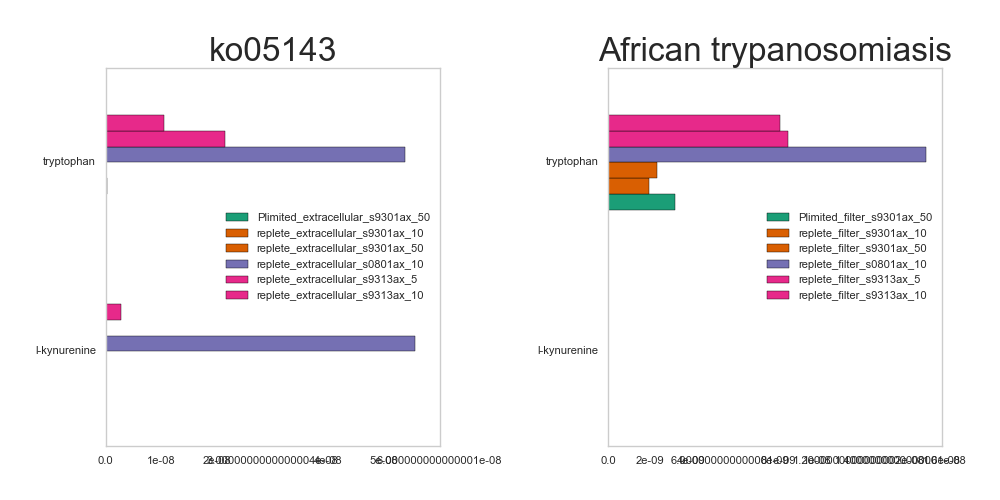 ko05143
African trypanosomiasis
tryptophan
l-kynurenine
Plimited_extracellular_s9301ax_50
replete_extracellular_s9301ax_10
replete_extracellular_s9301ax_50
replete_extracellular_s0801ax_10
replete_extracellular_s9313ax_5
replete_extracellular_s9313ax_10
0.0
1e-08
tryptophan
l-kynurenine
Plimited_filter_s9301ax_50
replete_filter_s9301ax_10
replete_filter_s9301ax_50
replete_filter_s0801ax_10
replete_filter_s9313ax_5
replete_filter_s9313ax_10
0.0
2e-09